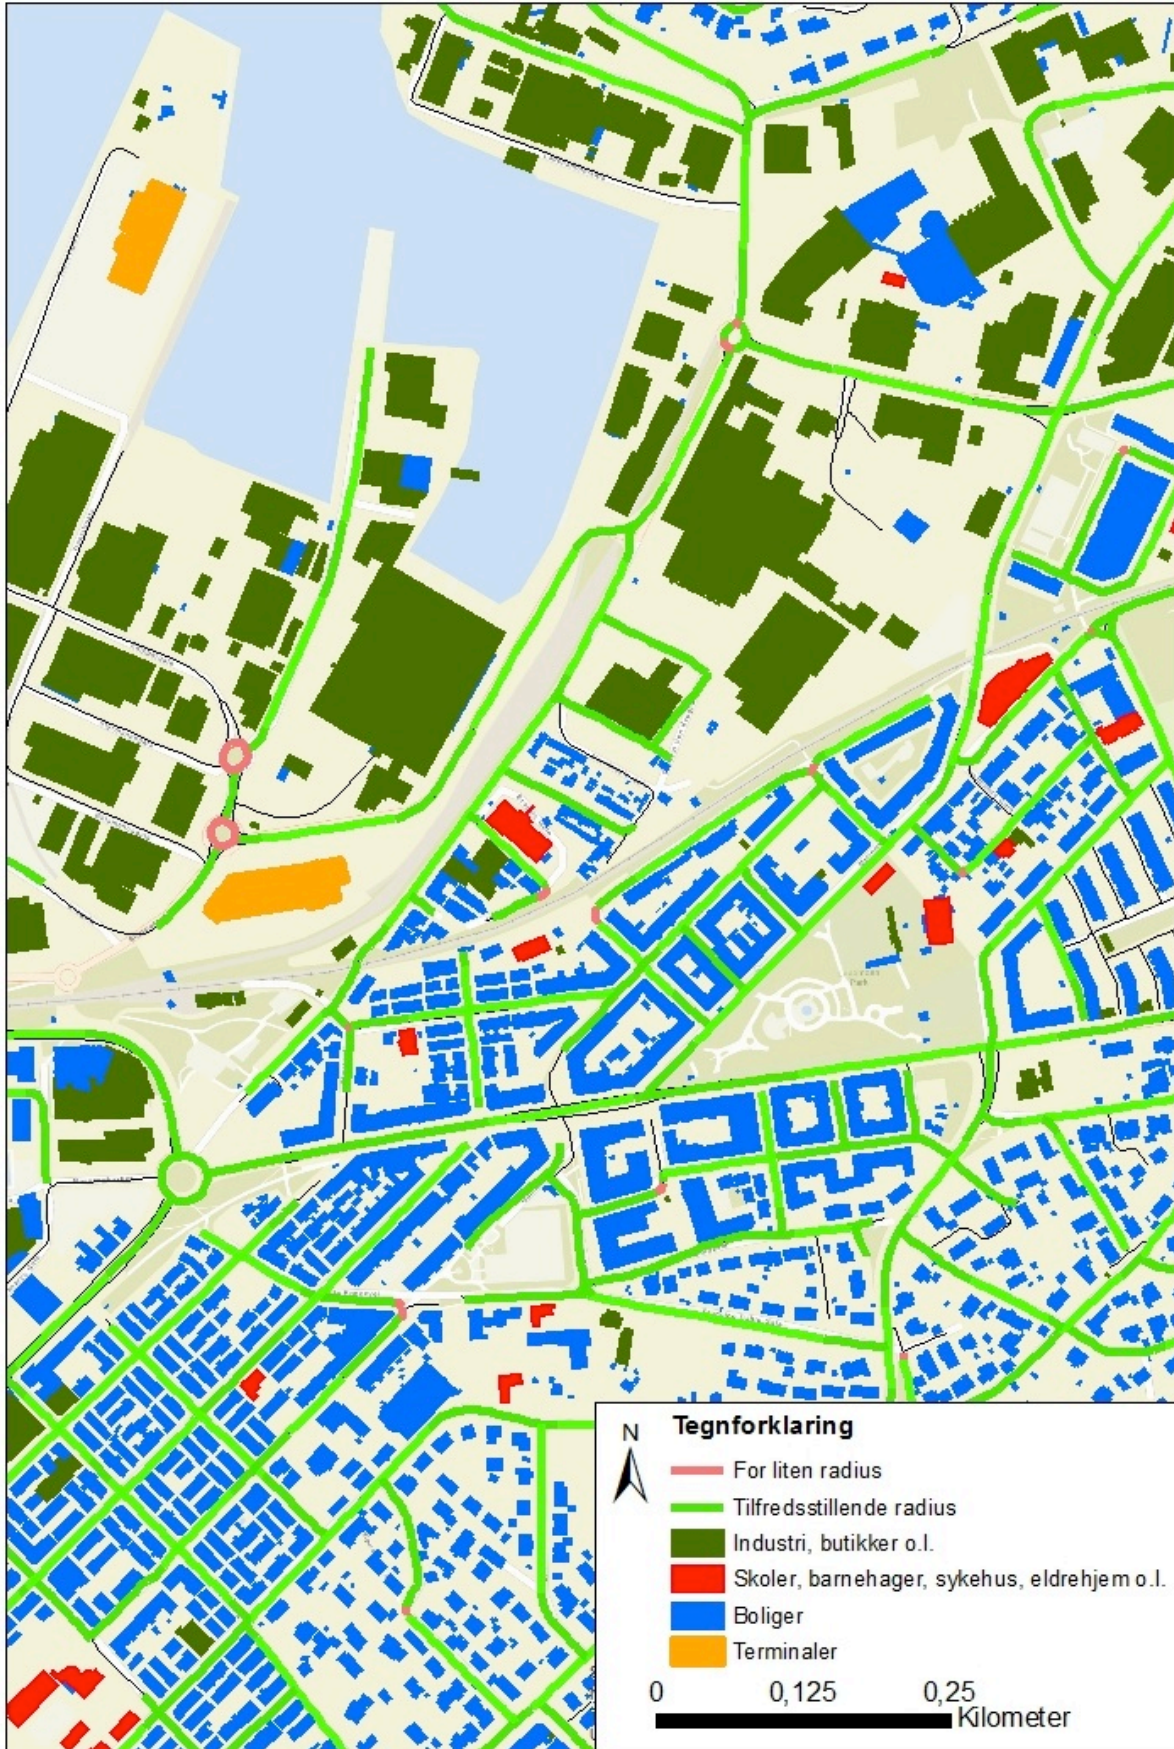 Tegnforklaring
N
For liten radius
Tilfredsstillende radius
Industri, butikker o.l.
Skoler, barnehager, sykehus, eldrehjem o.l.
Boliger
Terminaler
0 0,125 0,25
Kilometer